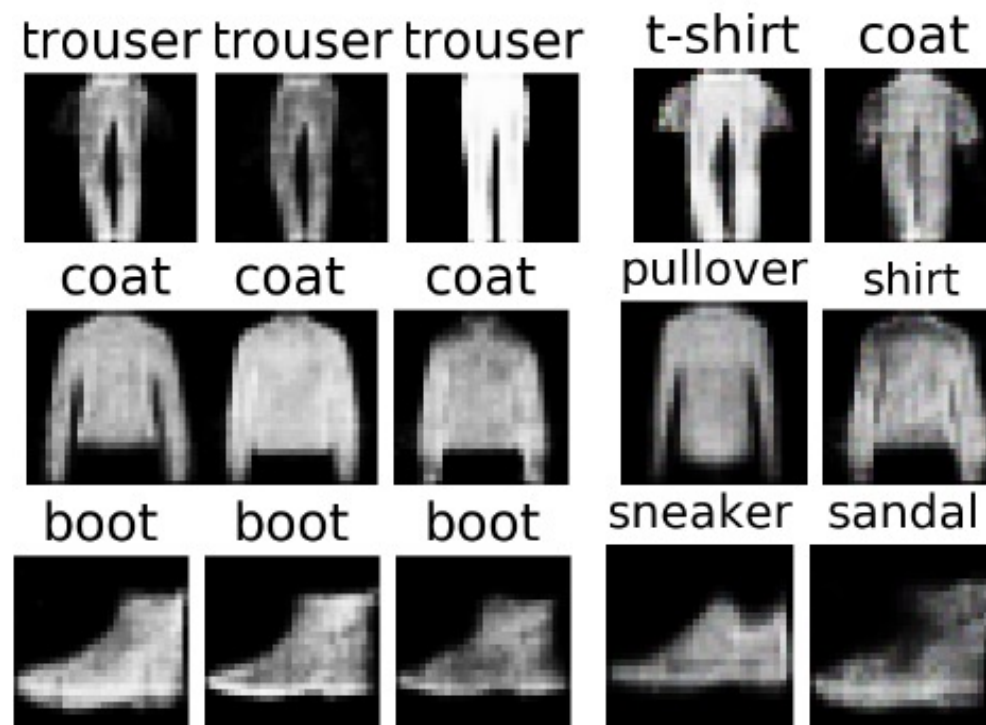 trouser trouser trouser t-shirt coat
coat coat coat pullover shirt
boot boot boot sneaker sandal